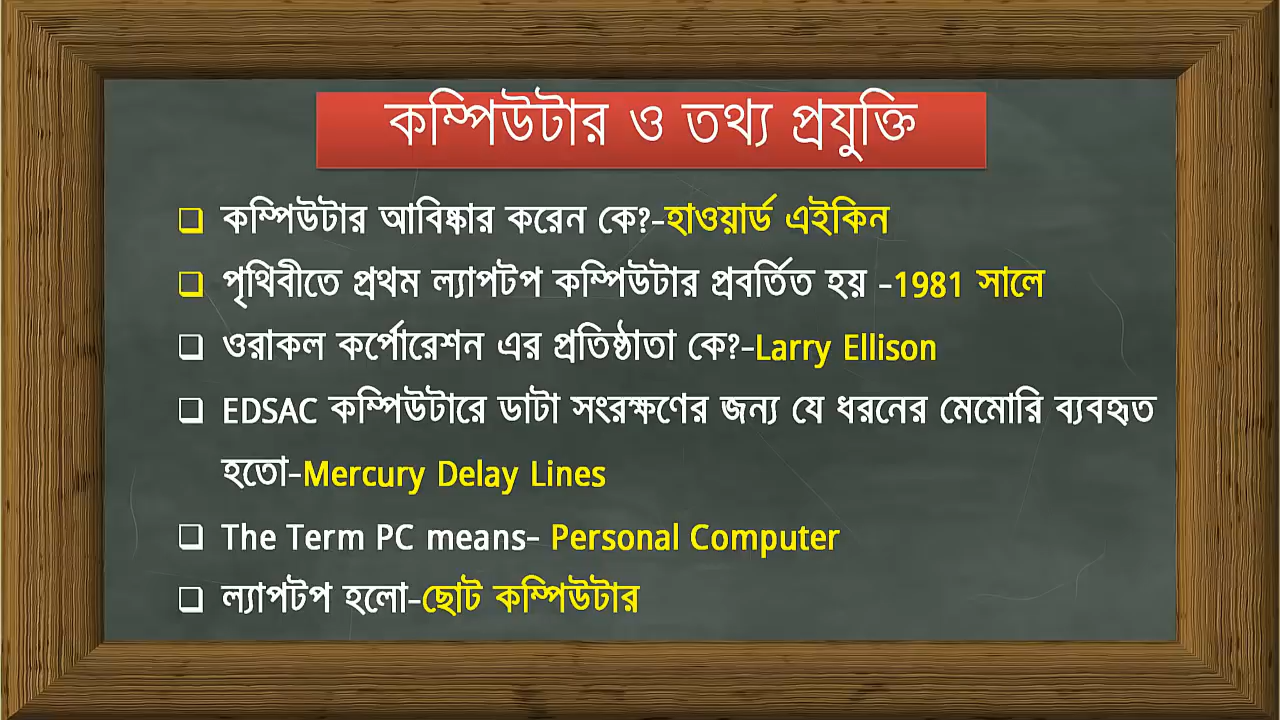 কম্পিউটার ও তথ্য প্রযুক্তি
❑ কম্পিউটার আবিষ্কার করেন কে?-হাওয়ার্ড এইকিন
❑ পৃথিবীতে প্রথম ল্যাপটপ কম্পিউটার প্রবর্তিত হয় -1981 সালে
❑ ওরাকল কর্পোরেশন এর প্রতিষ্ঠাতা কে?-Larry Ellison
❑ EDSAC কম্পিউটারে ডাটা সংরক্ষণের জন্য যে ধরনের মেমোরি ব্যবহৃত
হতো-Mercury Delay Lines
❑ The Term PC means- Personal Computer
❑ ল্যাপটপ হলো-ছোট কম্পিউটার